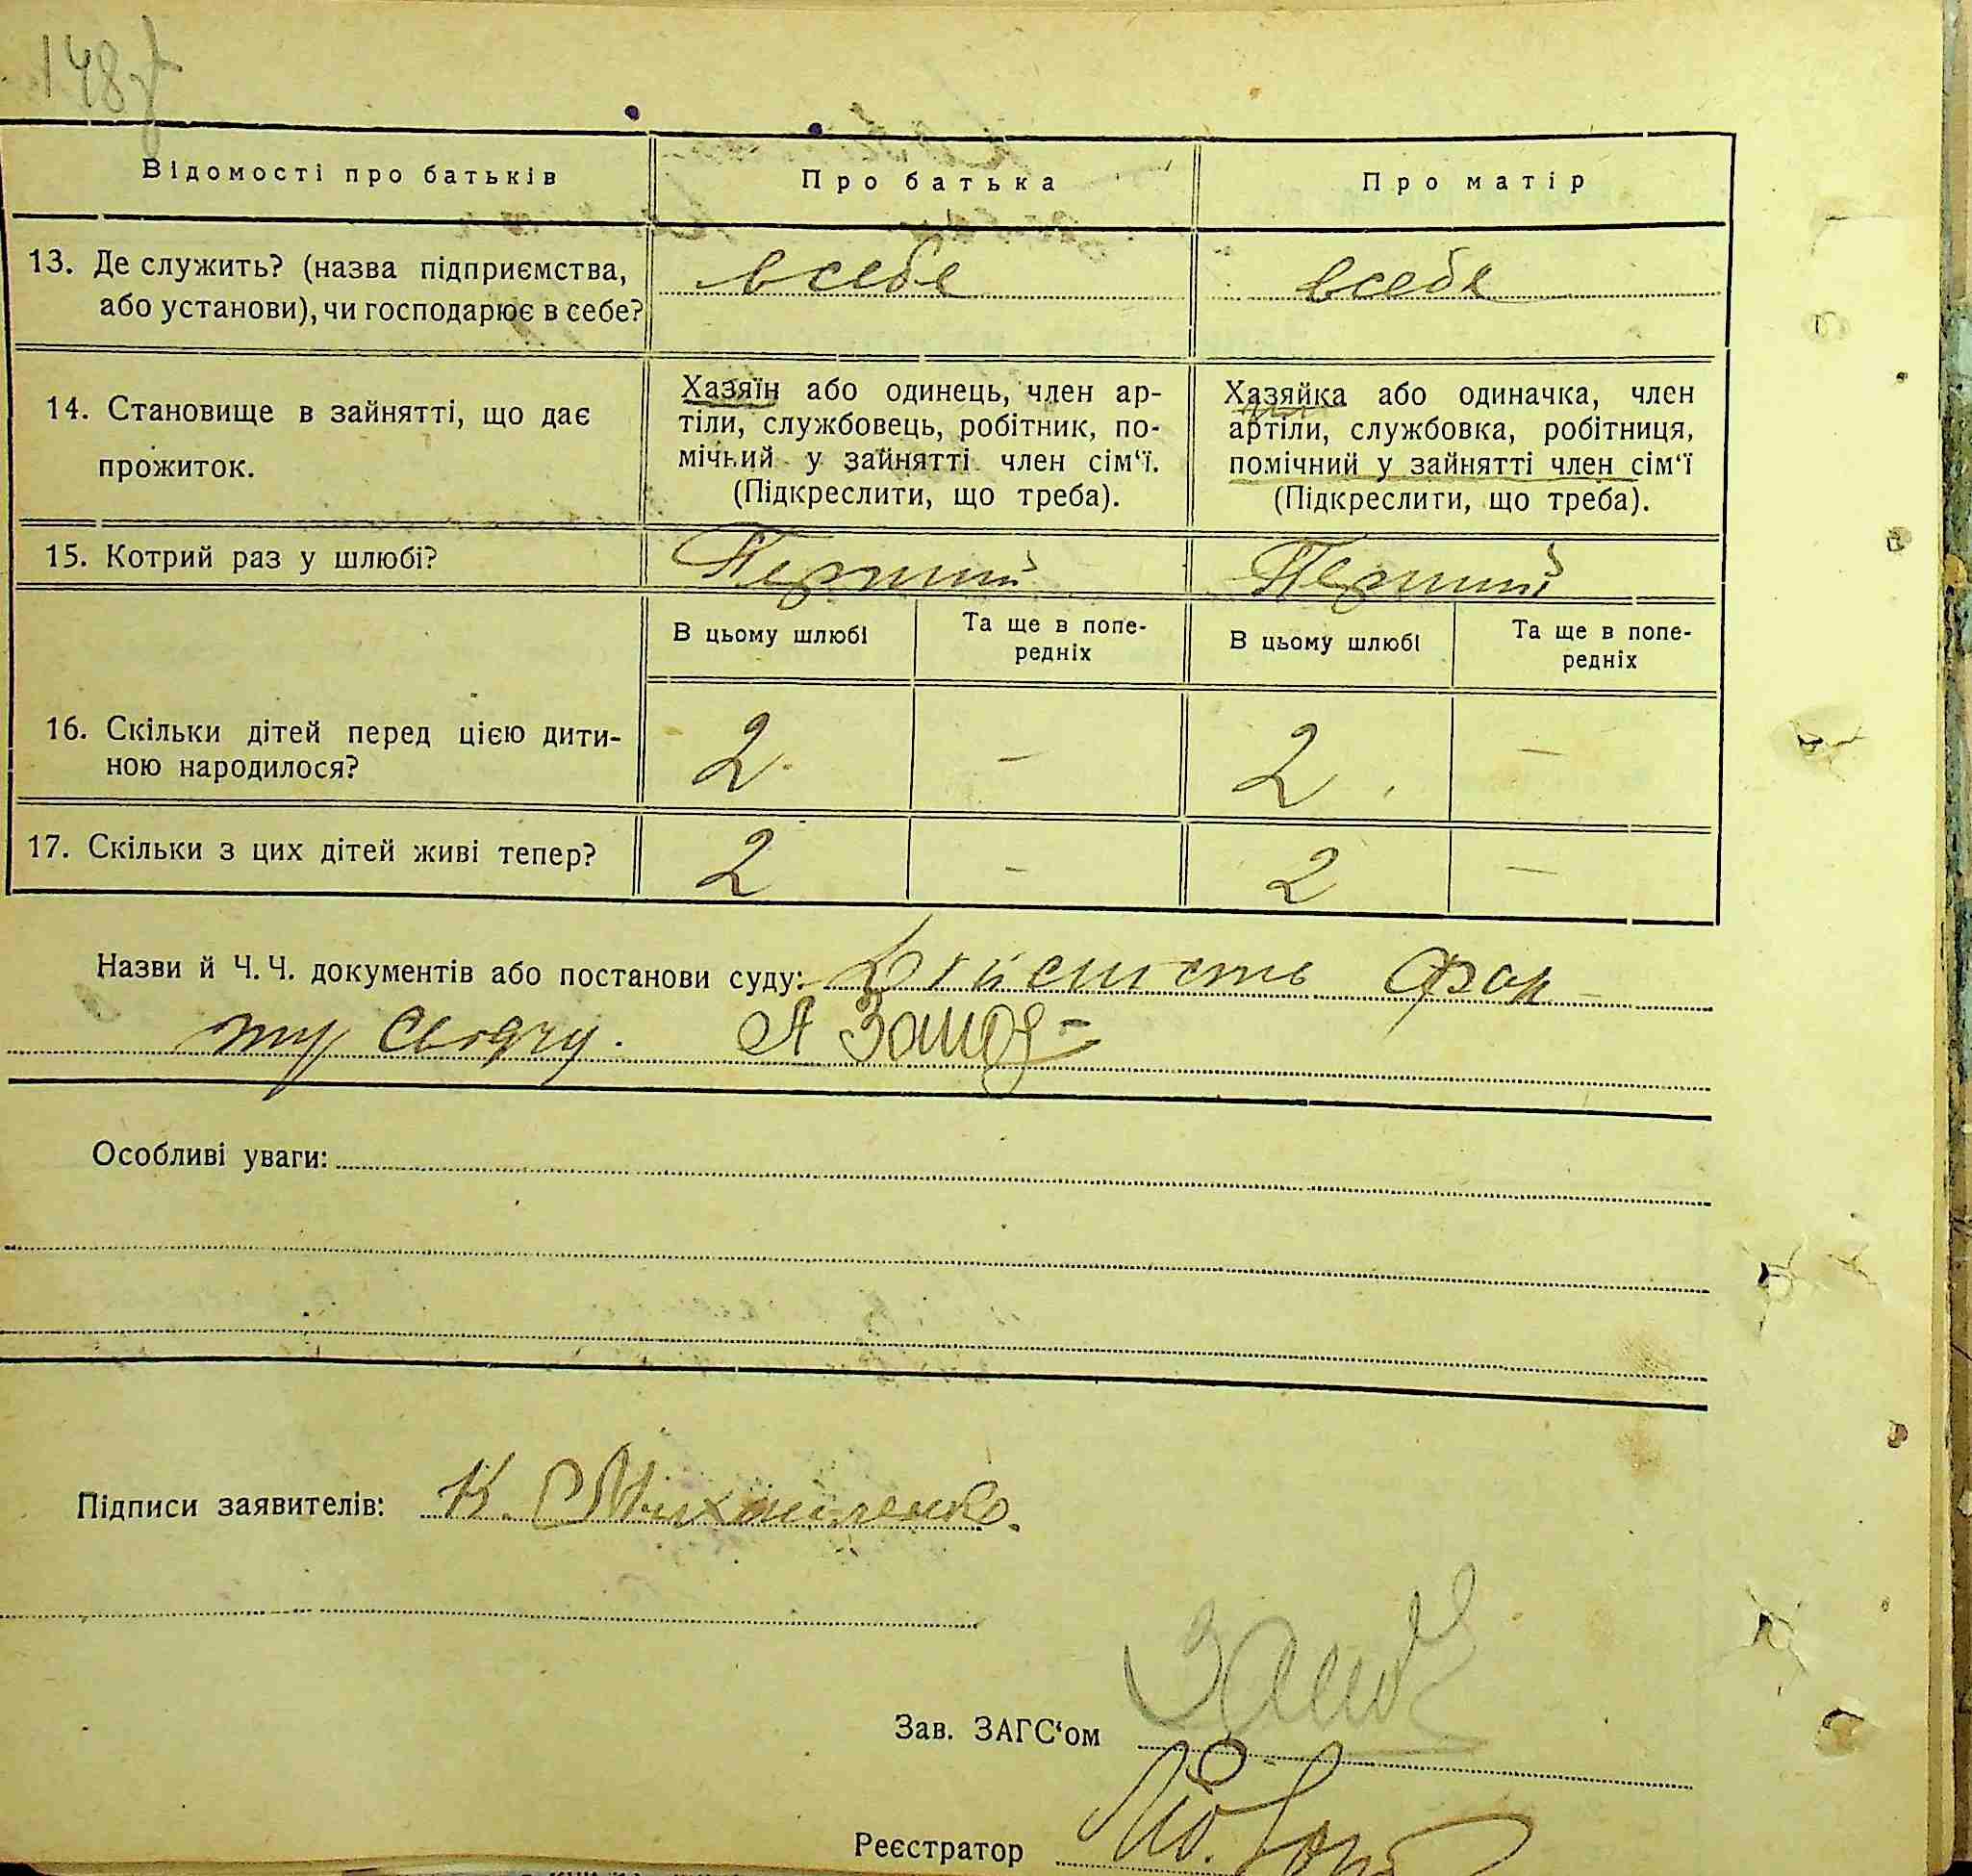 148
Відомості про батьків
Про батька
Про матір
13. Де служить? (назва підприємства,
або установи), чи господарює в себе?
в себе
в себе
14. Становище в зайнятті, що дає
прожиток.
Хазяїн або одинець, член ар-
тіли, службовець, робітник, по-
мічний у зайнятті член сім‘ї.
(Підкреслити, що треба).
Хазяйка або одиначка, член
артіли, службовка, робітниця,
помічний у зайнятті член сім‘ї
(Підкреслити, що треба).
15. Котрий раз у шлюбі?
Перший
Перший
В цьому шлюбі
Та ще в попе-
редніх
В цьому шлюбі
Та ще в попе-
редніх
16. Скільки дітей перед цією дити-
ною народилося?
2 – 2 –
17. Скільки з цих дітей живі тепер?
2 – 2 –
Назви й Ч. Ч. документів або постанови суду: Дійсність фак
ту свідчу.
Особливі уваги:
Підписи заявителів: К. Михайленко.
Зав. ЗАГС‘ом
Реєстратор